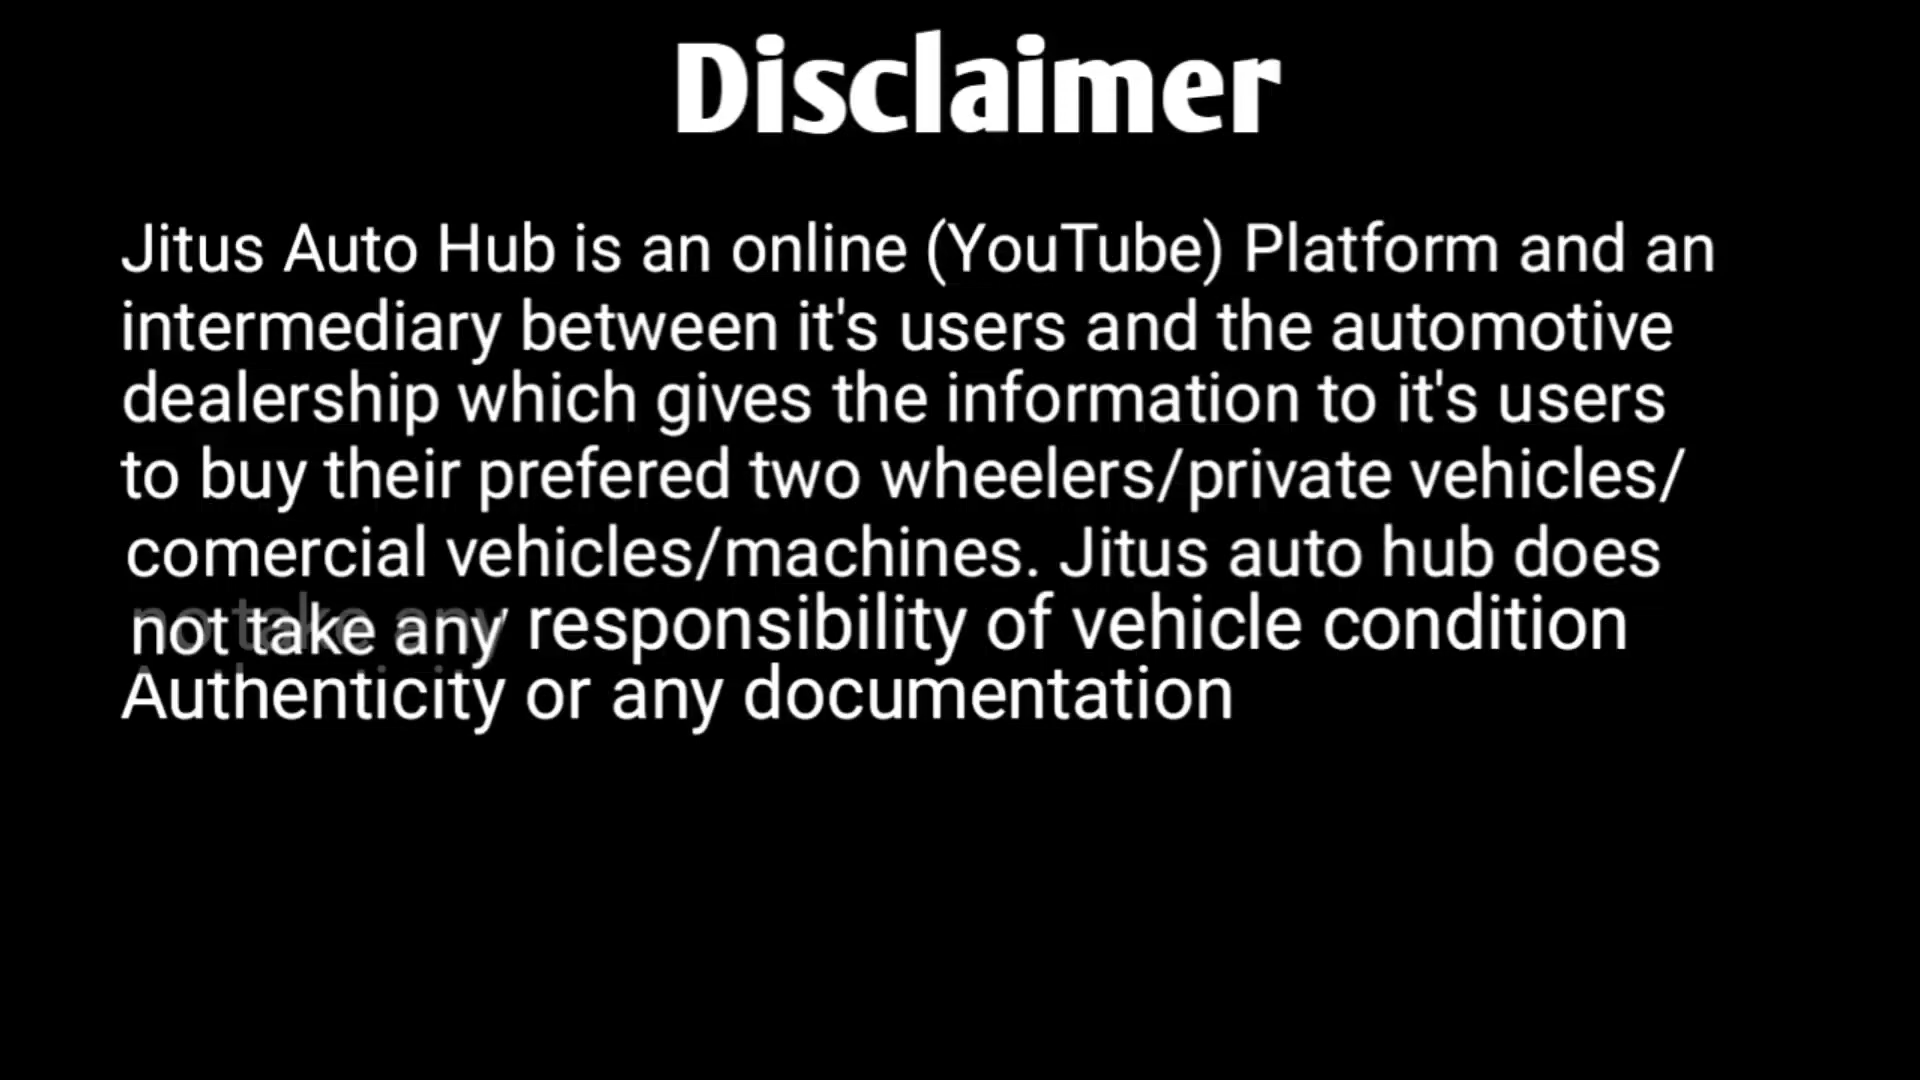 Disclaimer
Jitus Auto Hub is an online (YouTube) Platform and an
intermediary between it's users and the automotive
dealership which gives the information to it's users
to buy their prefered two wheelers/private vehicles/
comercial vehicles/machines. Jitus auto hub does
not take any responsibility of vehicle condition
Authenticity or any documentation